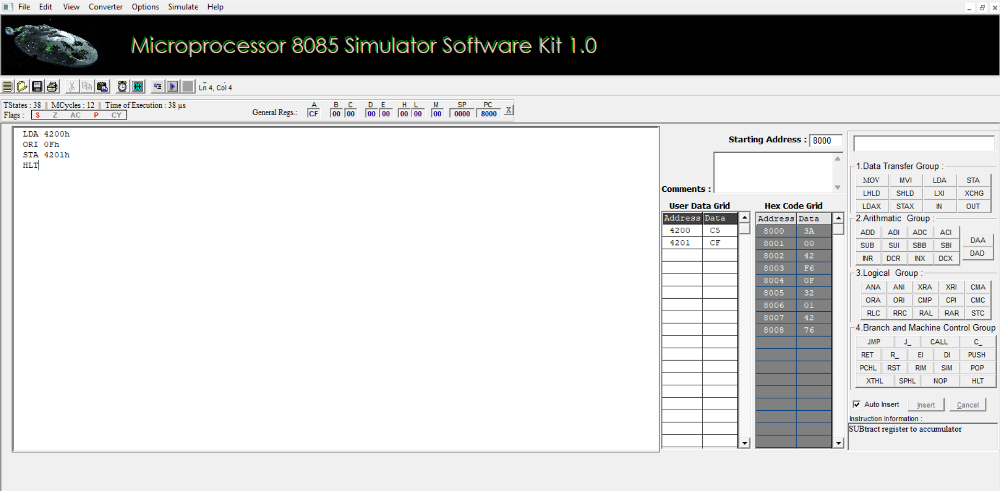 File Edit View Converter Options Simulate Help
Microprocessor 8085 Simulator Software Kit 1.0
Ln 4, Col 4
TStates : 38 || MCycles : 12 || Time of Execution : 38 µs
Flags : S Z AC P CY
General Regs.:
A B C D E H L M SP PC
CF 00 00 00 00 00 00 00 0000 8000 X
LDA 4200h
ORI 0Fh
STA 4201h
HLT
Starting Address : 8000
Comments :
User Data Grid
Address Data
4200 C5
4201 CF
Hex Code Grid
Address Data
8000 3A
8001 00
8002 42
8003 F6
8004 0F
8005 32
8006 01
8007 42
8008 76
1.Data Transfer Group :
MOV MVI LDA STA
LHLD SHLD LXI XCHG
LDAX STAX IN OUT
2.Arithmatic Group :
ADD ADI ADC ACI
SUB SUI SBB SBI
INR DCR INX DCX
DAA
DAD
3.Logical Group :
ANA ANI XRA XRI CMA
ORA ORI CMP CPI CMC
RLC RRC RAL RAR STC
4.Branch and Machine Control Group
JMP J_ CALL C_
RET R_ EI DI PUSH
PCHL RST RIM SIM POP
XTHL SPHL NOP HLT
Auto Insert Insert Cancel
Instruction Information :
SUBtract register to accumulator